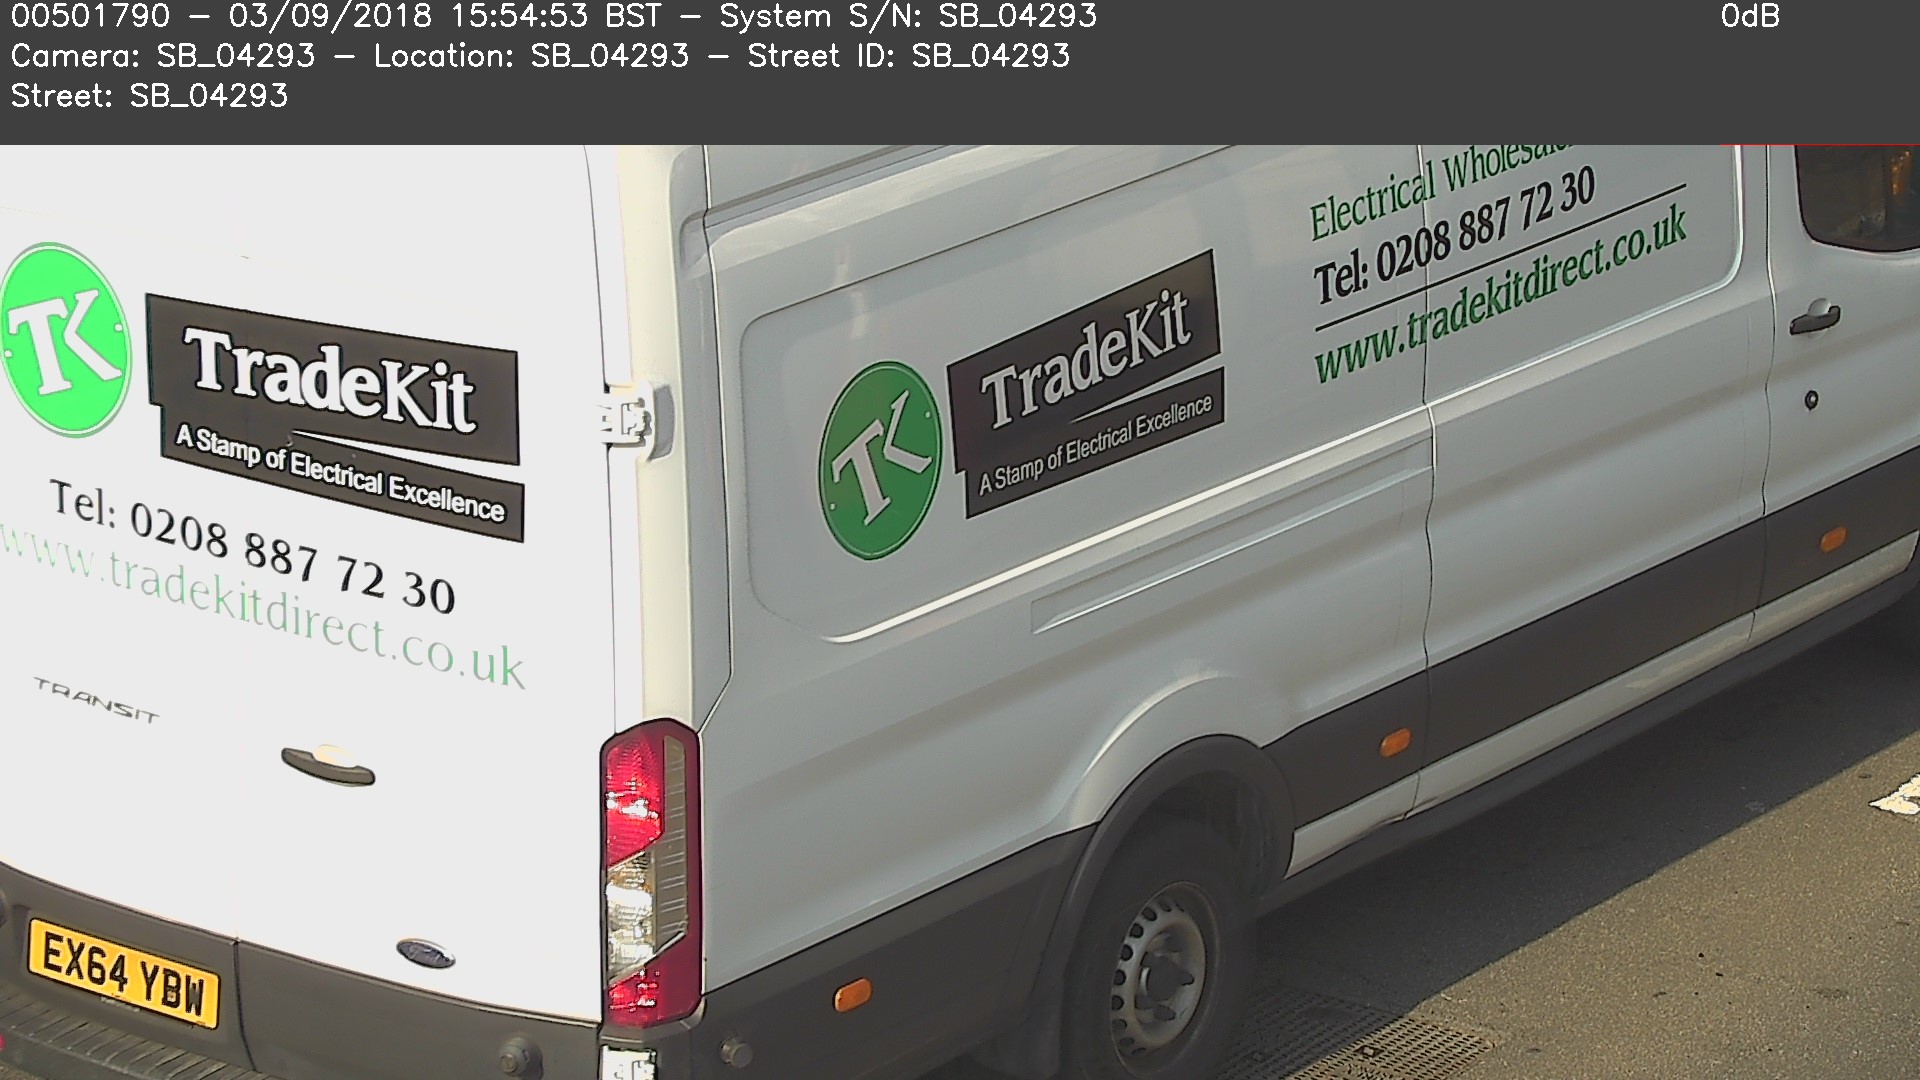 00501790 – 03/09/2018 15:54:53 BST – System S/N: SB_04293
0dB
Camera: SB_04293 – Location: SB_04293 – Street ID: SB_04293
Street: SB_04293
TK
TradeKit
A Stamp of Electrical Excellence
Tel: 0208 887 72 30
www.tradekitdirect.co.uk
TRANSIT
EX64 YBW
Ford
TK
TradeKit
A Stamp of Electrical Excellence
Electrical
Tel: 0208 887 72 30
www.tradekitdirect.co.uk